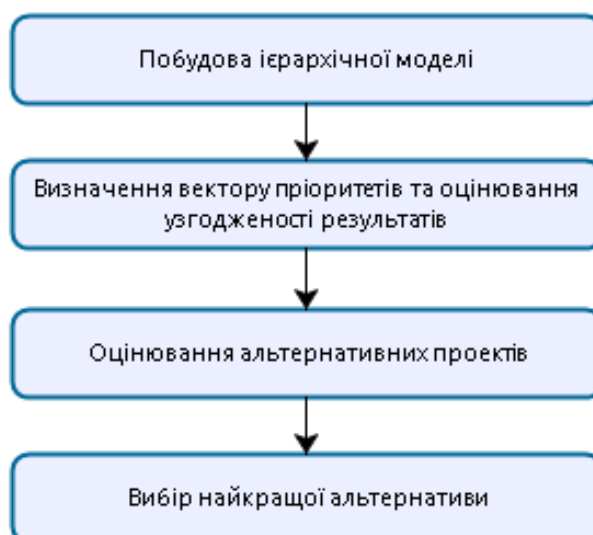 Побудова ієрархічної моделі
Визначення вектору пріоритетів та оцінювання
узгодженості результатів
Оцінювання альтернативних проектів
Вибір найкращої альтернативи